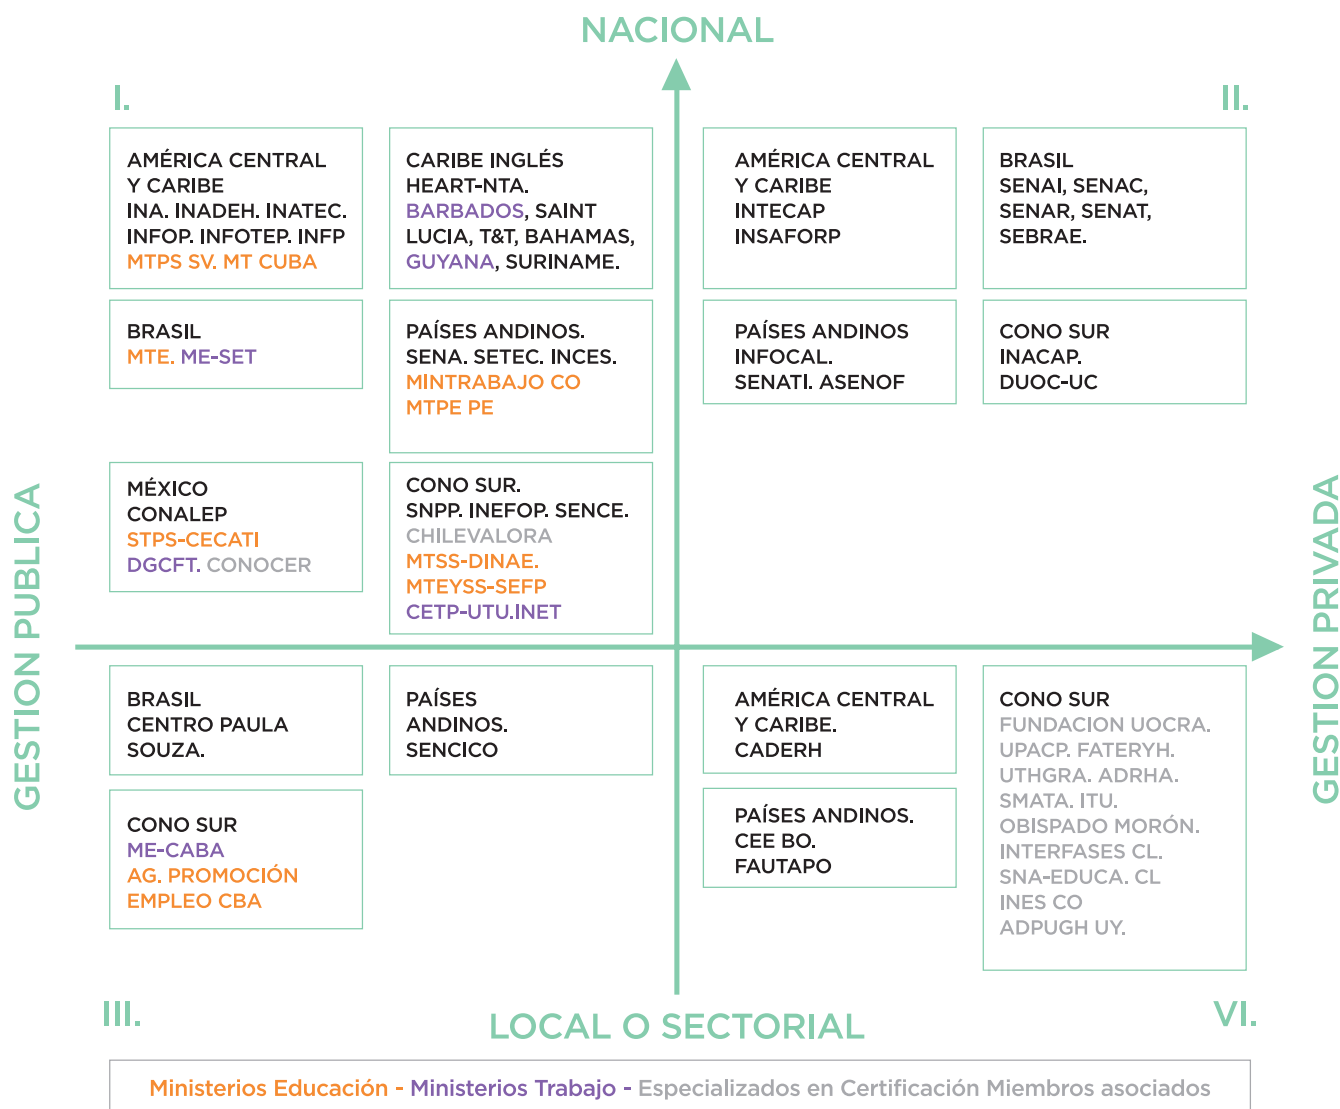 NACIONAL
I.
II.
AMÉRICA CENTRAL
Y CARIBE
INA. INADEH. INATEC.
INFOP. INFOTEP. INFP
MTPS SV. MT CUBA
CARIBE INGLÉS
HEART-NTA.
BARBADOS, SAINT
LUCIA, T&T, BAHAMAS,
GUYANA, SURINAME.
AMÉRICA CENTRAL
Y CARIBE
INTECAP
INSAFORP
BRASIL
SENAI, SENAC,
SENAR, SENAT,
SEBRAE.
BRASIL
MTE. ME-SET
PAÍSES ANDINOS.
SENA. SETEC. INCES.
MINTRABAJO CO
MTPE PE
PAÍSES ANDINOS
INFOCAL.
SENATI. ASENOF
CONO SUR
INACAP.
DUOC-UC
MÉXICO
CONALEP
STPS-CECATI
DGCFT. CONOCER
CONO SUR.
SNPP. INEFOP. SENCE.
CHILEVALORA
MTSS-DINAE.
MTEYSS-SEFP
CETP-UTU.INET
GESTION PUBLICA
GESTION PRIVADA
BRASIL
CENTRO PAULA
SOUZA.
PAÍSES
ANDINOS.
SENCICO
AMÉRICA CENTRAL
Y CARIBE.
CADERH
CONO SUR
FUNDACION UOCRA.
UPACP. FATERYH.
UTHGRA. ADRHA.
SMATA. ITU.
OBISPADO MORÓN.
INTERFASES CL.
SNA-EDUCA. CL
INES CO
ADPUGH UY.
CONO SUR
ME-CABA
AG. PROMOCIÓN
EMPLEO CBA
PAÍSES ANDINOS.
CEE BO.
FAUTAPO
III.
LOCAL O SECTORIAL
VI.
Ministerios Educación - Ministerios Trabajo - Especializados en Certificación Miembros asociados